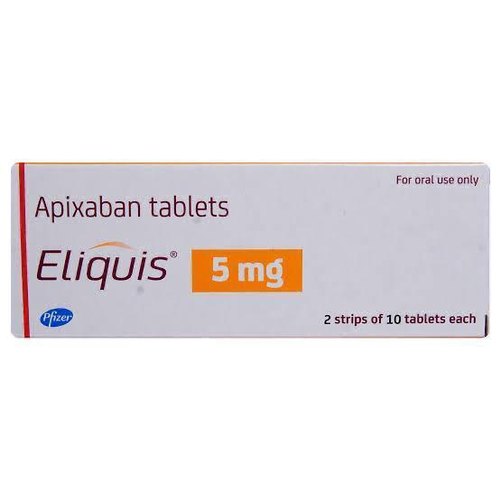 For oral use only
Apixaban tablets
Eliquis®
5 mg
Pfizer
2 strips of 10 tablets each